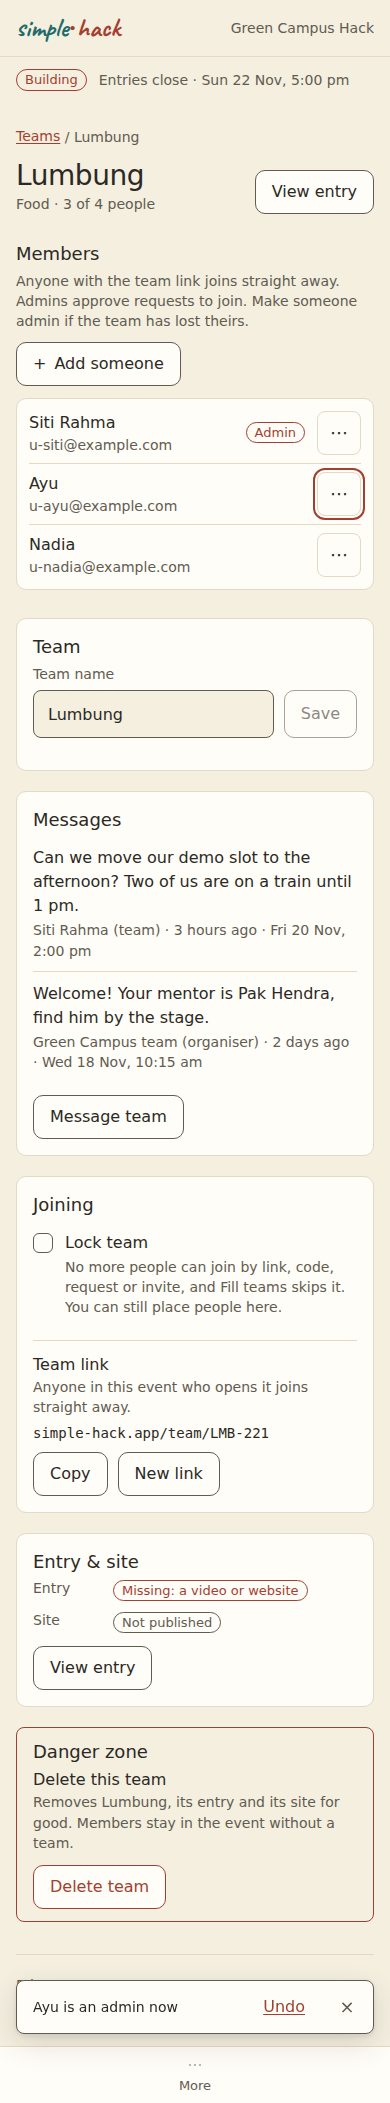 simple hack
Green Campus Hack
Building
Entries close · Sun 22 Nov, 5:00 pm
Teams / Lumbung
Lumbung
Food · 3 of 4 people
View entry
Members
Anyone with the team link joins straight away.
Admins approve requests to join. Make someone
admin if the team has lost theirs.
+ Add someone
Siti Rahma
u-siti@example.com
Admin
...
Ayu
u-ayu@example.com
...
Nadia
u-nadia@example.com
...
Team
Team name
Lumbung
Save
Messages
Can we move our demo slot to the
afternoon? Two of us are on a train until
1 pm.
Siti Rahma (team) · 3 hours ago · Fri 20 Nov,
2:00 pm
Welcome! Your mentor is Pak Hendra,
find him by the stage.
Green Campus team (organiser) · 2 days ago
· Wed 18 Nov, 10:15 am
Message team
Joining
Lock team
No more people can join by link, code,
request or invite, and Fill teams skips it.
You can still place people here.
Team link
Anyone in this event who opens it joins
straight away.
simple-hack.app/team/LMB-221
Copy
New link
Entry & site
Entry
Missing: a video or website
Site
Not published
View entry
Danger zone
Delete this team
Removes Lumbung, its entry and its site for
good. Members stay in the event without a
team.
Delete team
Ayu is an admin now
Undo
×
...
More